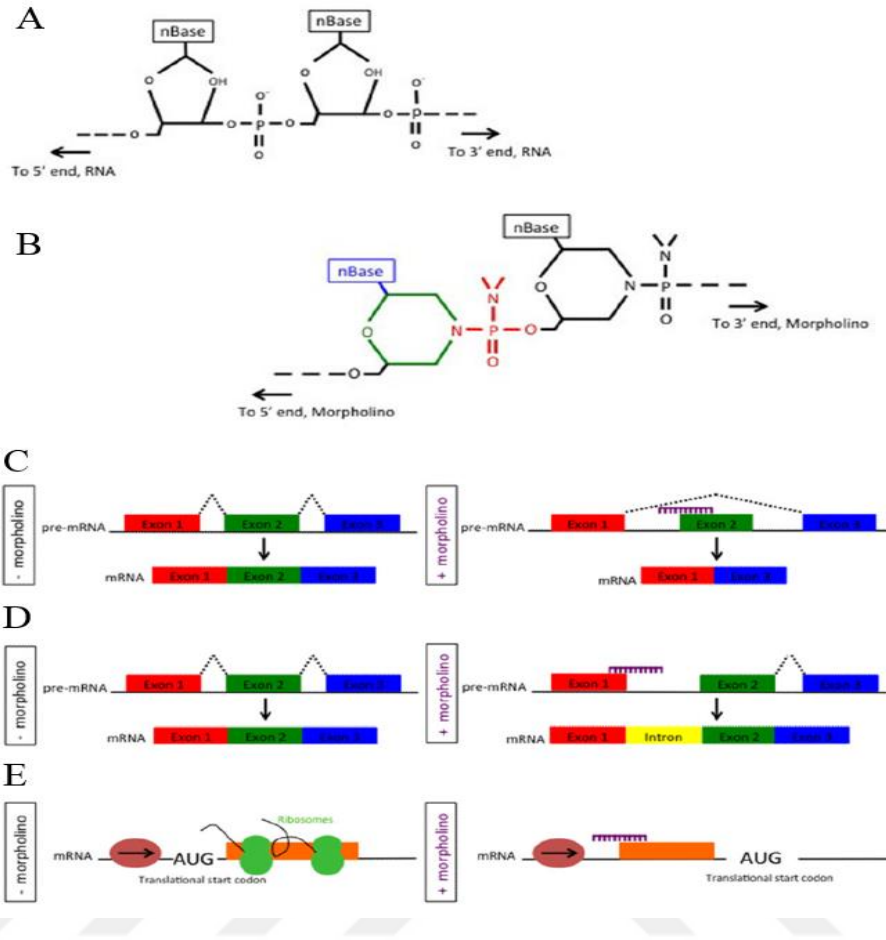 A
nBase
nBase
O
OH
O
OH
O-
O-
O
O
P
O
O
P
O
O
To 5' end, RNA
To 3' end, RNA
B
nBase
nBase
N
O
N
P
N
O
N
P
O
O
O
O
To 3' end, Morpholino
To 5' end, Morpholino
C
- morpholino
pre-mRNA
Exon 1
Exon 2
Exon 3
mRNA
Exon 1
Exon 2
Exon 3
+ morpholino
pre-mRNA
Exon 1
Exon 2
Exon 3
mRNA
Exon 1
Exon 3
D
- morpholino
pre-mRNA
Exon 1
Exon 2
Exon 3
mRNA
Exon 1
Exon 2
Exon 3
+ morpholino
pre-mRNA
Exon 1
Exon 2
Exon 3
mRNA
Exon 1
Intron
Exon 2
Exon 3
E
- morpholino
Ribosomes
mRNA
AUG
Translational start codon
+ morpholino
mRNA
AUG
Translational start codon